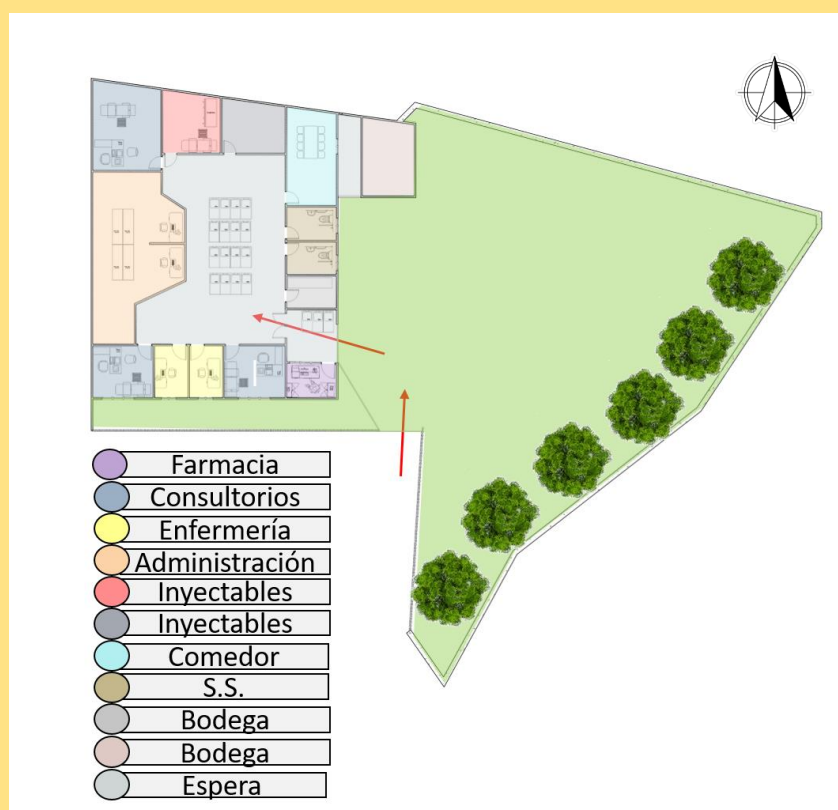 Farmacia
Consultorios
Enfermería
Administración
Inyectables
Inyectables
Comedor
S.S.
Bodega
Bodega
Espera